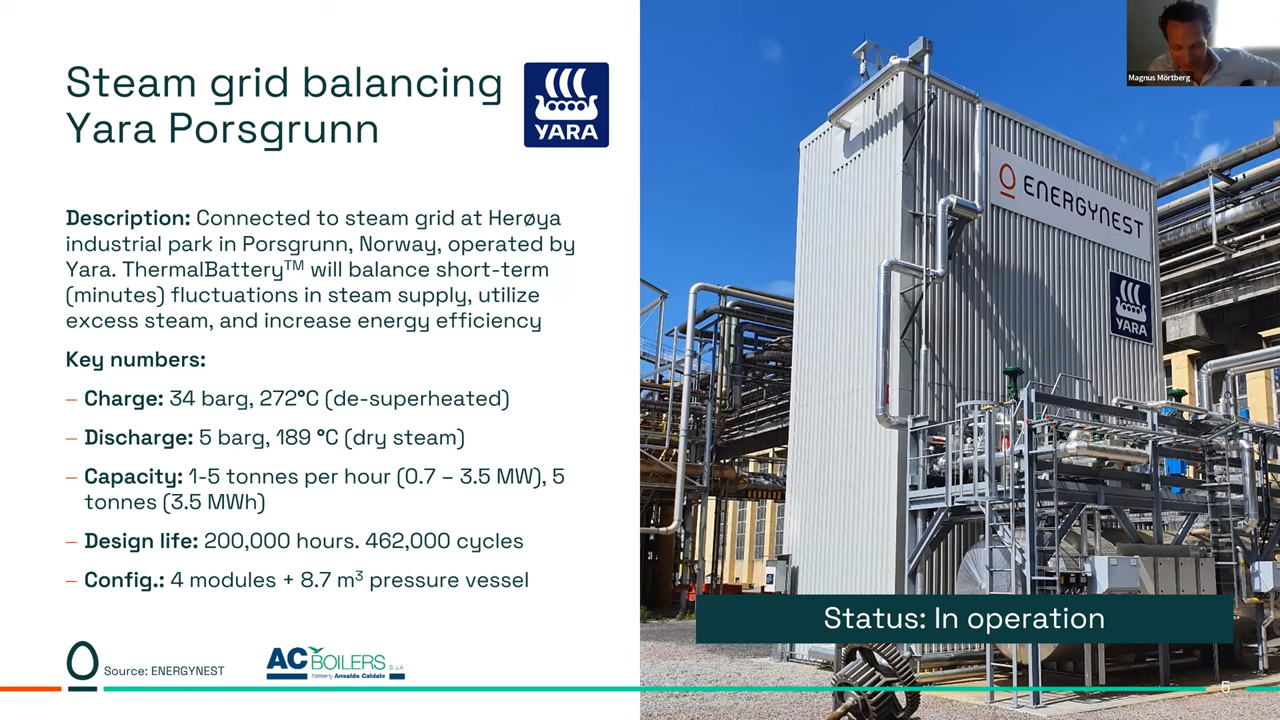 Steam grid balancing
Yara Porsgrunn
YARA
Description: Connected to steam grid at Herøya
industrial park in Porsgrunn, Norway, operated by
Yara. ThermalBattery™ will balance short-term
(minutes) fluctuations in steam supply, utilize
excess steam, and increase energy efficiency
Key numbers:
– Charge: 34 barg, 272°C (de-superheated)
– Discharge: 5 barg, 189 °C (dry steam)
– Capacity: 1-5 tonnes per hour (0.7 – 3.5 MW), 5
tonnes (3.5 MWh)
– Design life: 200,000 hours. 462,000 cycles
– Config.: 4 modules + 8.7 m³ pressure vessel
Source: ENERGYNEST
AC BOILERS S.p.A
formerly Ansaldo Caldaie
Magnus Mörtberg
ENERGYNEST
YARA
Status: In operation
5